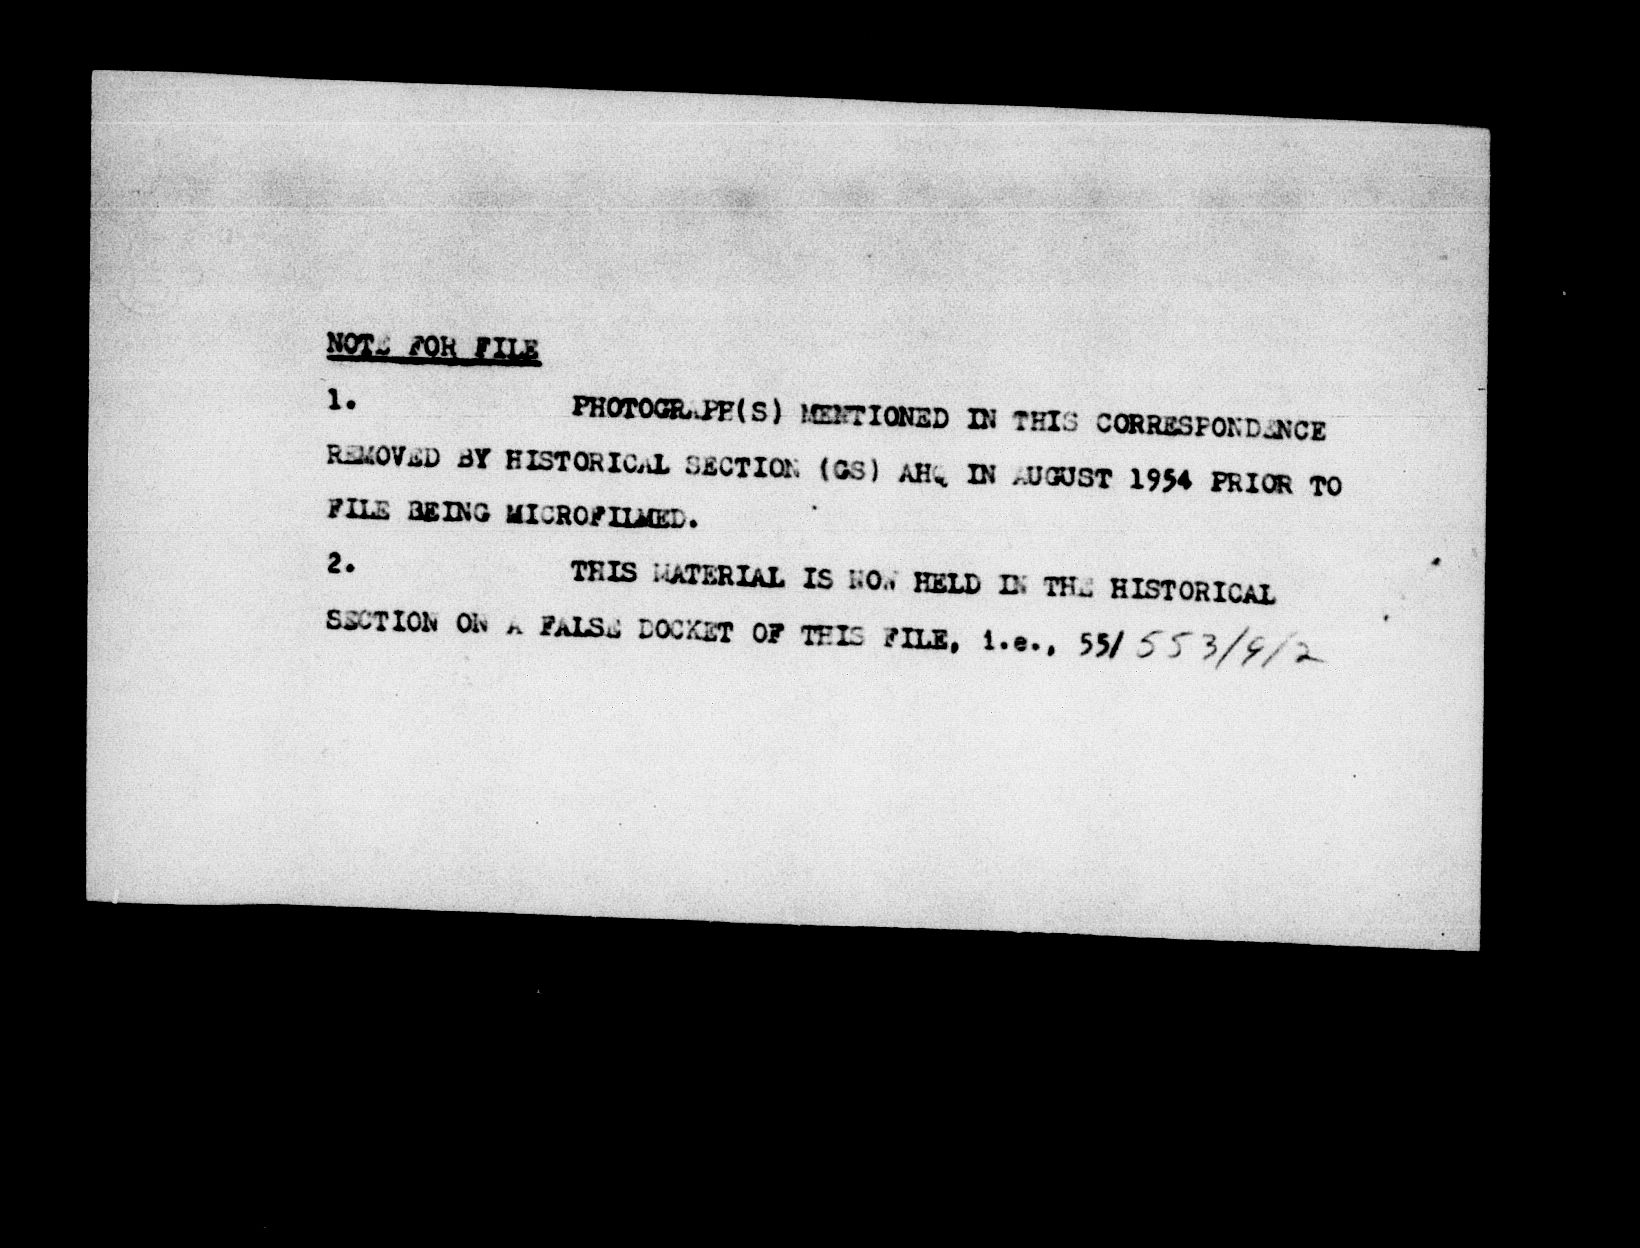 NOTE FOR FILE
1. PHOTOGRAPH(S) MENTIONED IN THIS CORRESPONDENCE
REMOVED BY HISTORICAL SECTION (GS) AHQ IN AUGUST 1954 PRIOR TO
FILE BEING MICROFILMED.
2. THIS MATERIAL IS NOW HELD IN THE HISTORICAL
SECTION ON A FALSE DOCKET OF THIS FILE, i.e., 55/553/9/2